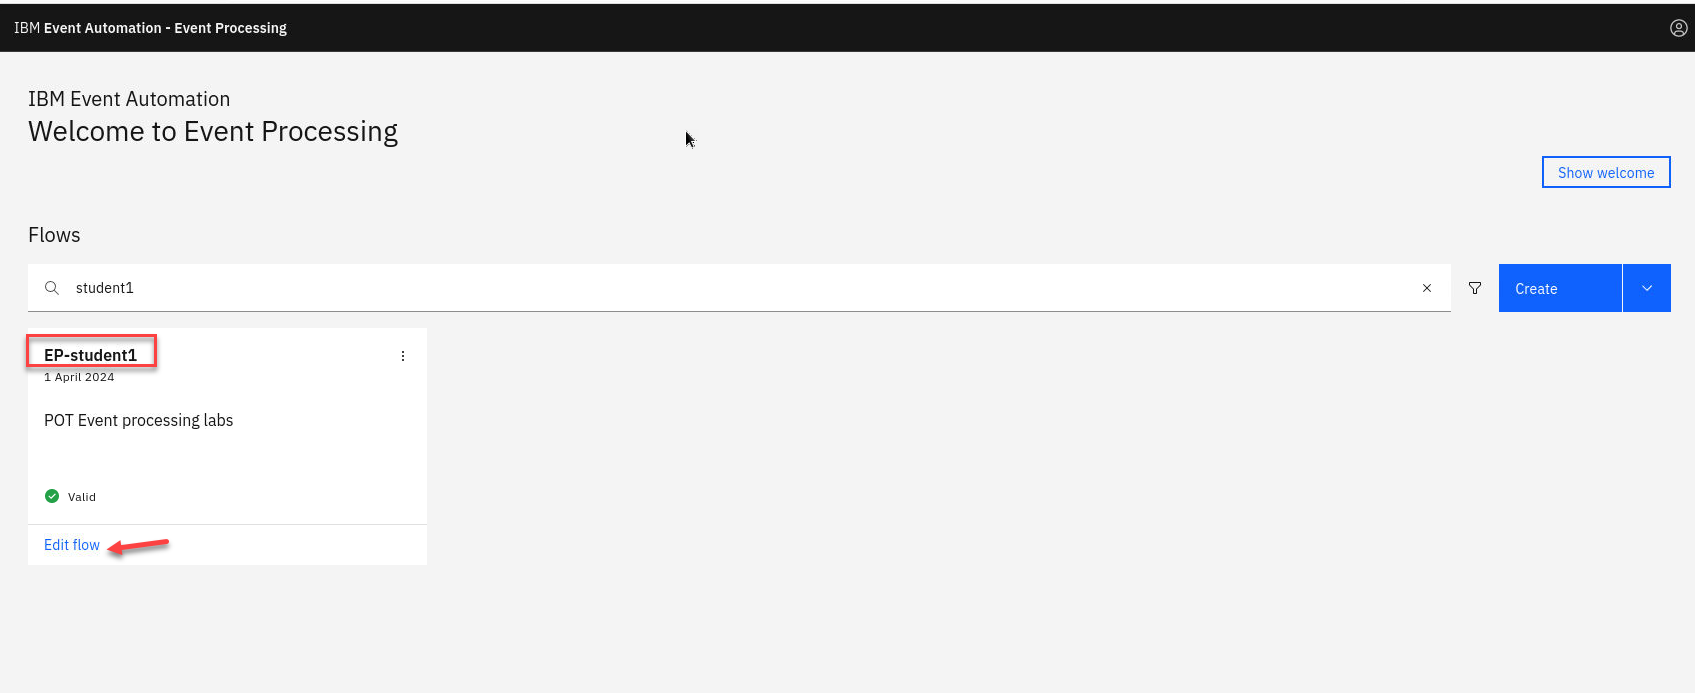 IBM Event Automation - Event Processing
IBM Event Automation
Welcome to Event Processing
Show welcome
Flows
student1
Create
EP-student1
1 April 2024
POT Event processing labs
Valid
Edit flow